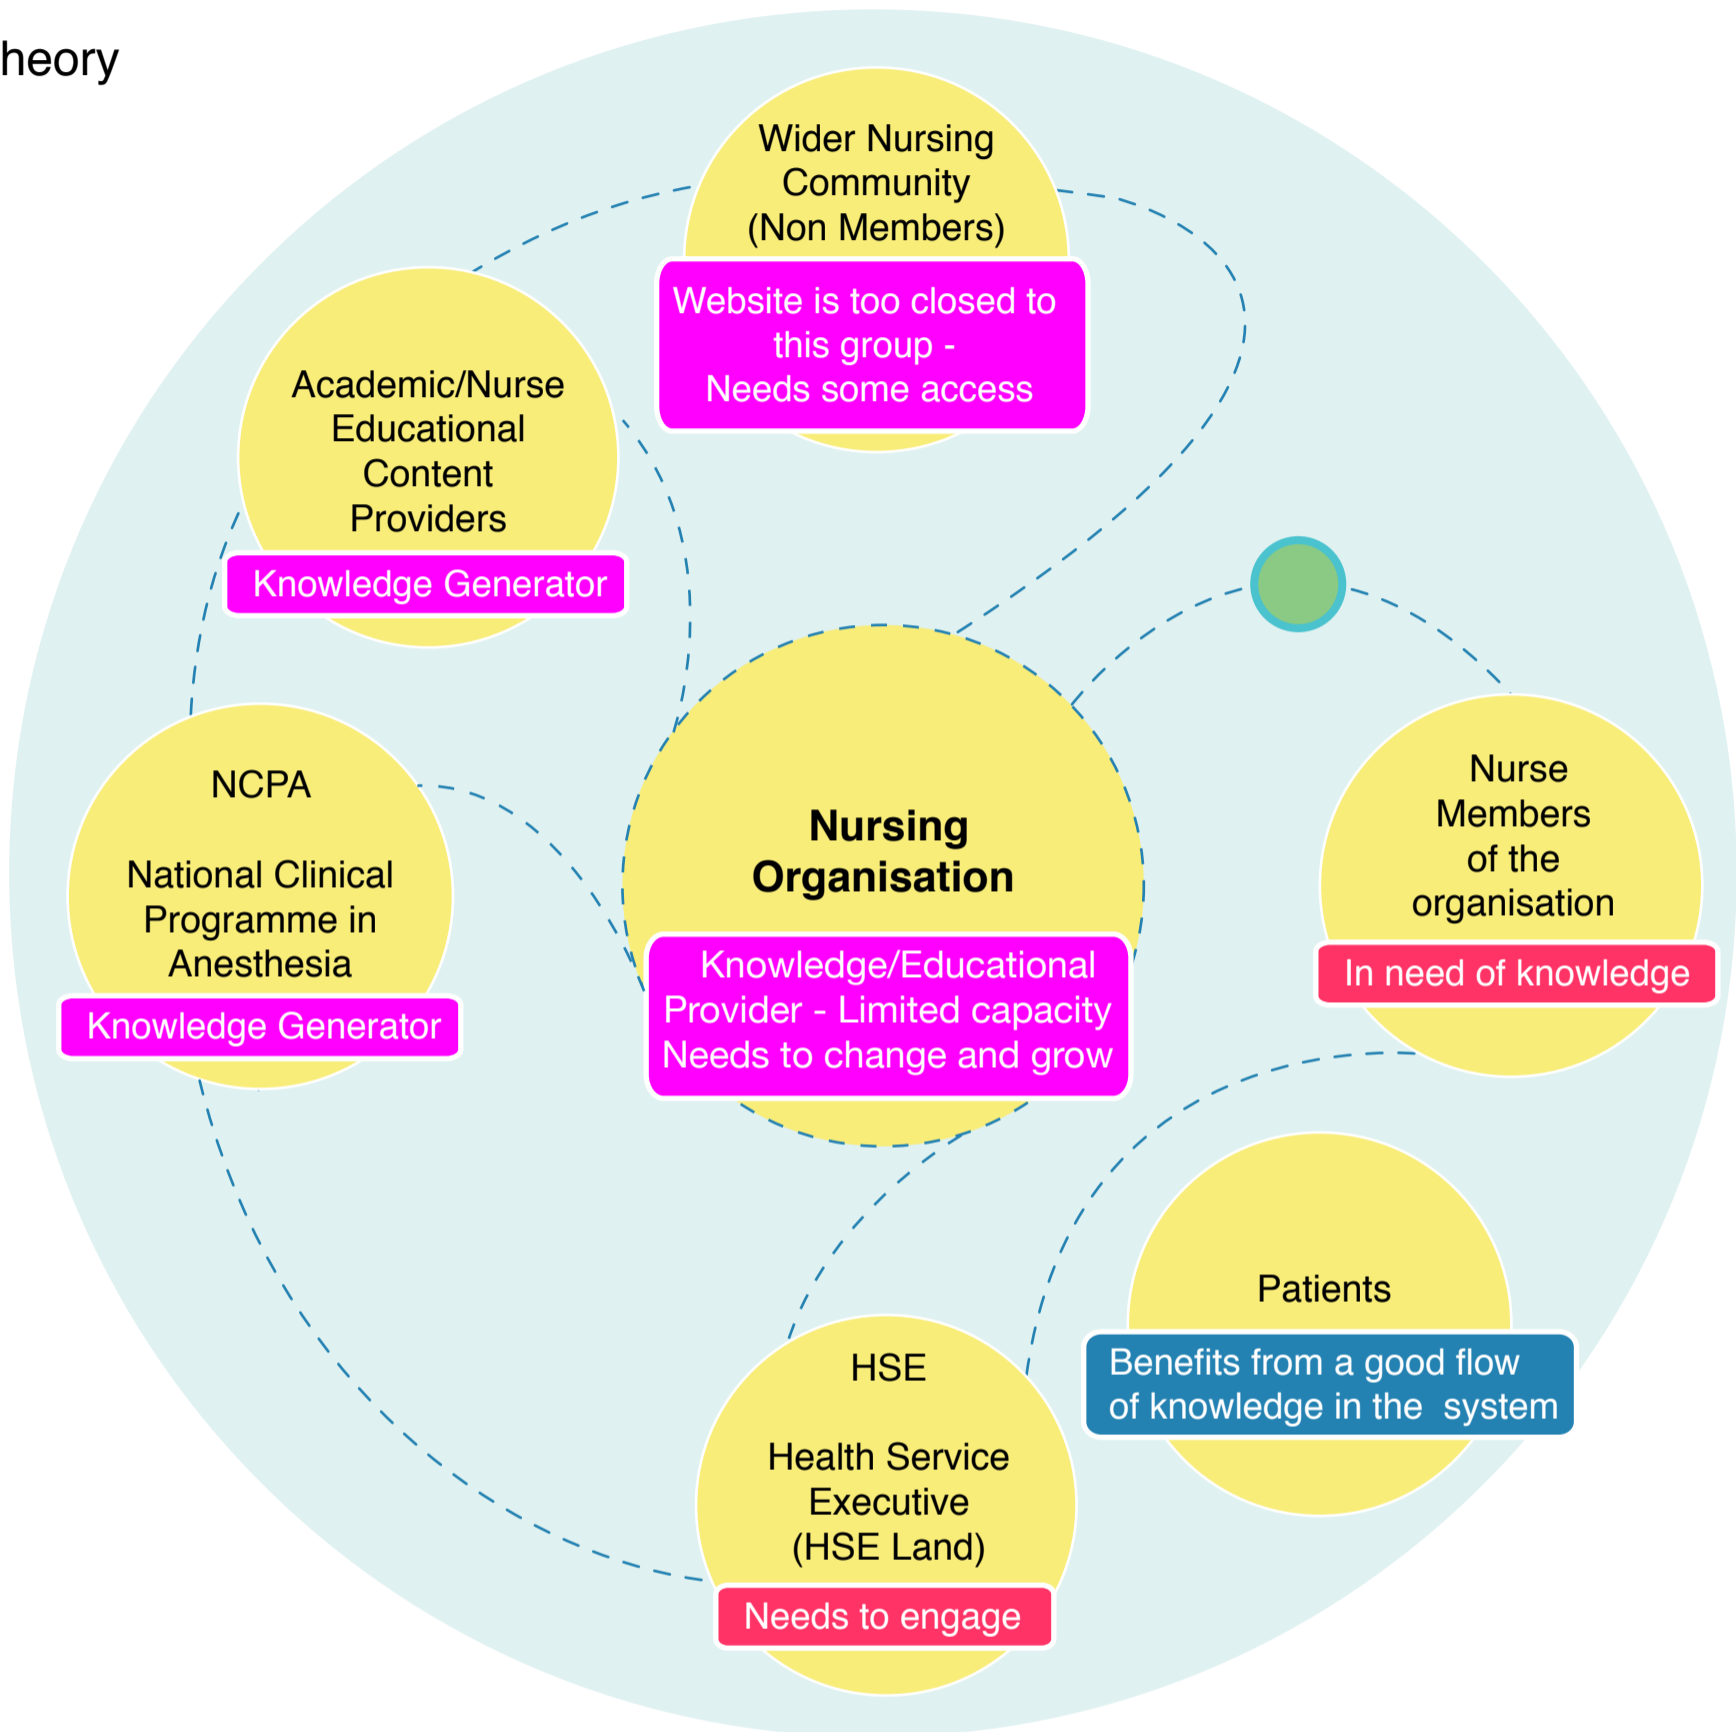 heory
Wider Nursing
Community
(Non Members)
Website is too closed to
this group -
Needs some access
Academic/Nurse
Educational
Content
Providers
Knowledge Generator
NCPA
National Clinical
Programme in
Anesthesia
Knowledge Generator
Nursing
Organisation
Knowledge/Educational
Provider - Limited capacity
Needs to change and grow
Nurse
Members
of the
organisation
In need of knowledge
Patients
Benefits from a good flow
of knowledge in the system
HSE
Health Service
Executive
(HSE Land)
Needs to engage